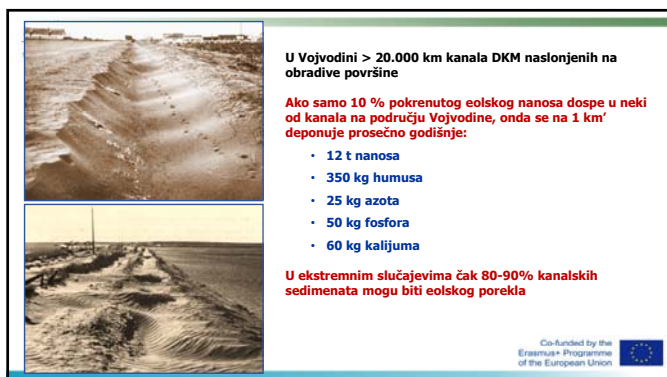 U Vojvodini > 20.000 km kanala DKM naslonjenih na
obradive površine
Ako samo 10 % pokrenutog eolskog nanosa dospe u neki
od kanala na području Vojvodine, onda se na 1 km’
deponuje prosečno godišnje:
• 12 t nanosa
• 350 kg humusa
• 25 kg azota
• 50 kg fosfora
• 60 kg kalijuma
U ekstremnim slučajevima čak 80-90% kanalskih
sedimenata mogu biti eolskog porekla
Co-funded by the
Erasmus+ Programme
of the European Union